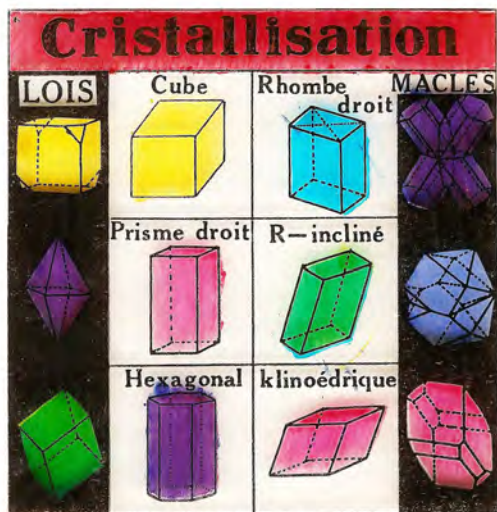 Cristallisation
LOIS
Cube
Rhombe
droit
MACLES
Prisme droit
R—incliné
Hexagonal
klinoédrique